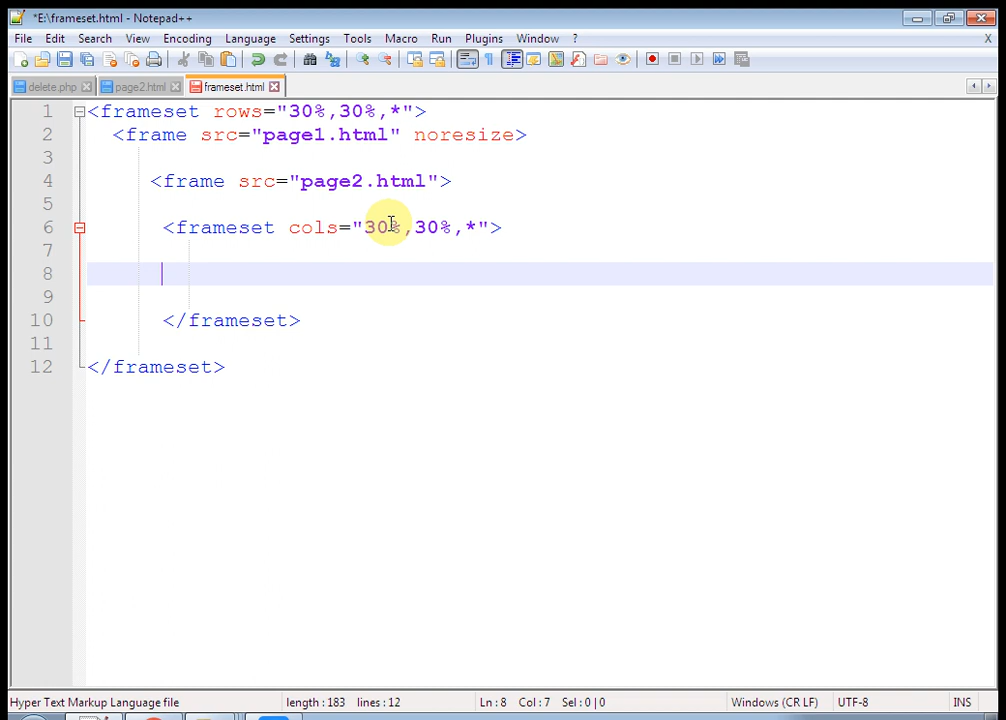 *E:\frameset.html - Notepad++
File Edit Search View Encoding Language Settings Tools Macro Run Plugins Window ? X
delete.php page2.html frameset.html
1 <frameset rows="30%,30%,*">
2 <frame src="page1.html" noresize>
3
4 <frame src="page2.html">
5
6 <frameset cols="30%,30%,*">
7
8
9
10 </frameset>
11
12 </frameset>
Hyper Text Markup Language file length : 183 lines : 12 Ln : 8 Col : 7 Sel : 0 | 0 Windows (CR LF) UTF-8 INS